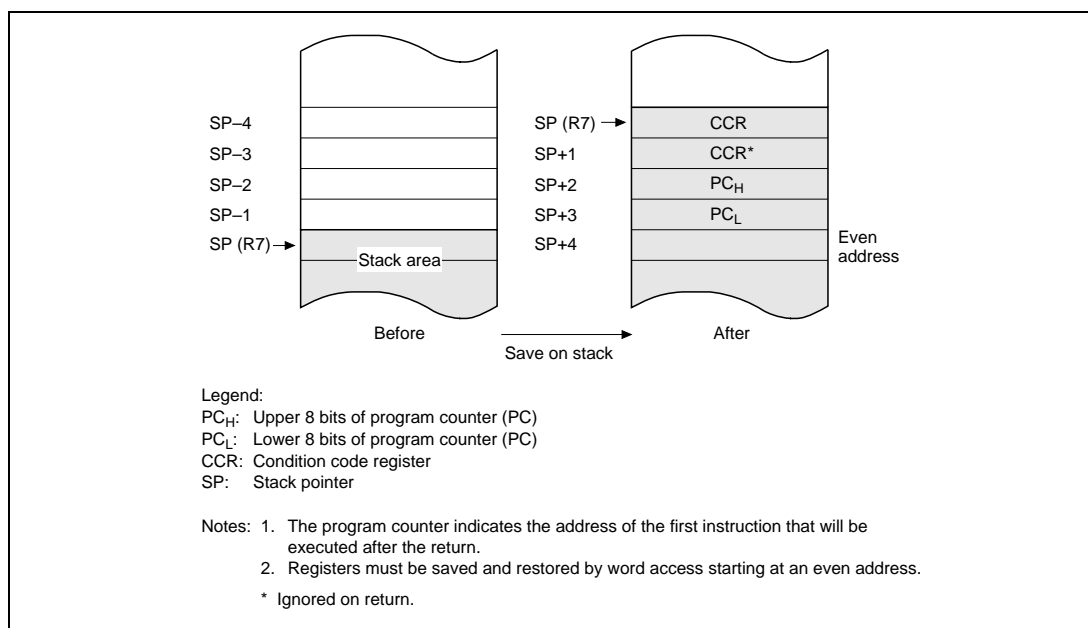 SP–4
SP–3
SP–2
SP–1
SP (R7)
Stack area
Before
SP (R7)
SP+1
SP+2
SP+3
SP+4
CCR
CCR*
PCH
PCL
Even
address
After
Save on stack
Legend:
PCH: Upper 8 bits of program counter (PC)
PCL: Lower 8 bits of program counter (PC)
CCR: Condition code register
SP: Stack pointer
Notes: 1. The program counter indicates the address of the first instruction that will be
executed after the return.
2. Registers must be saved and restored by word access starting at an even address.
* Ignored on return.